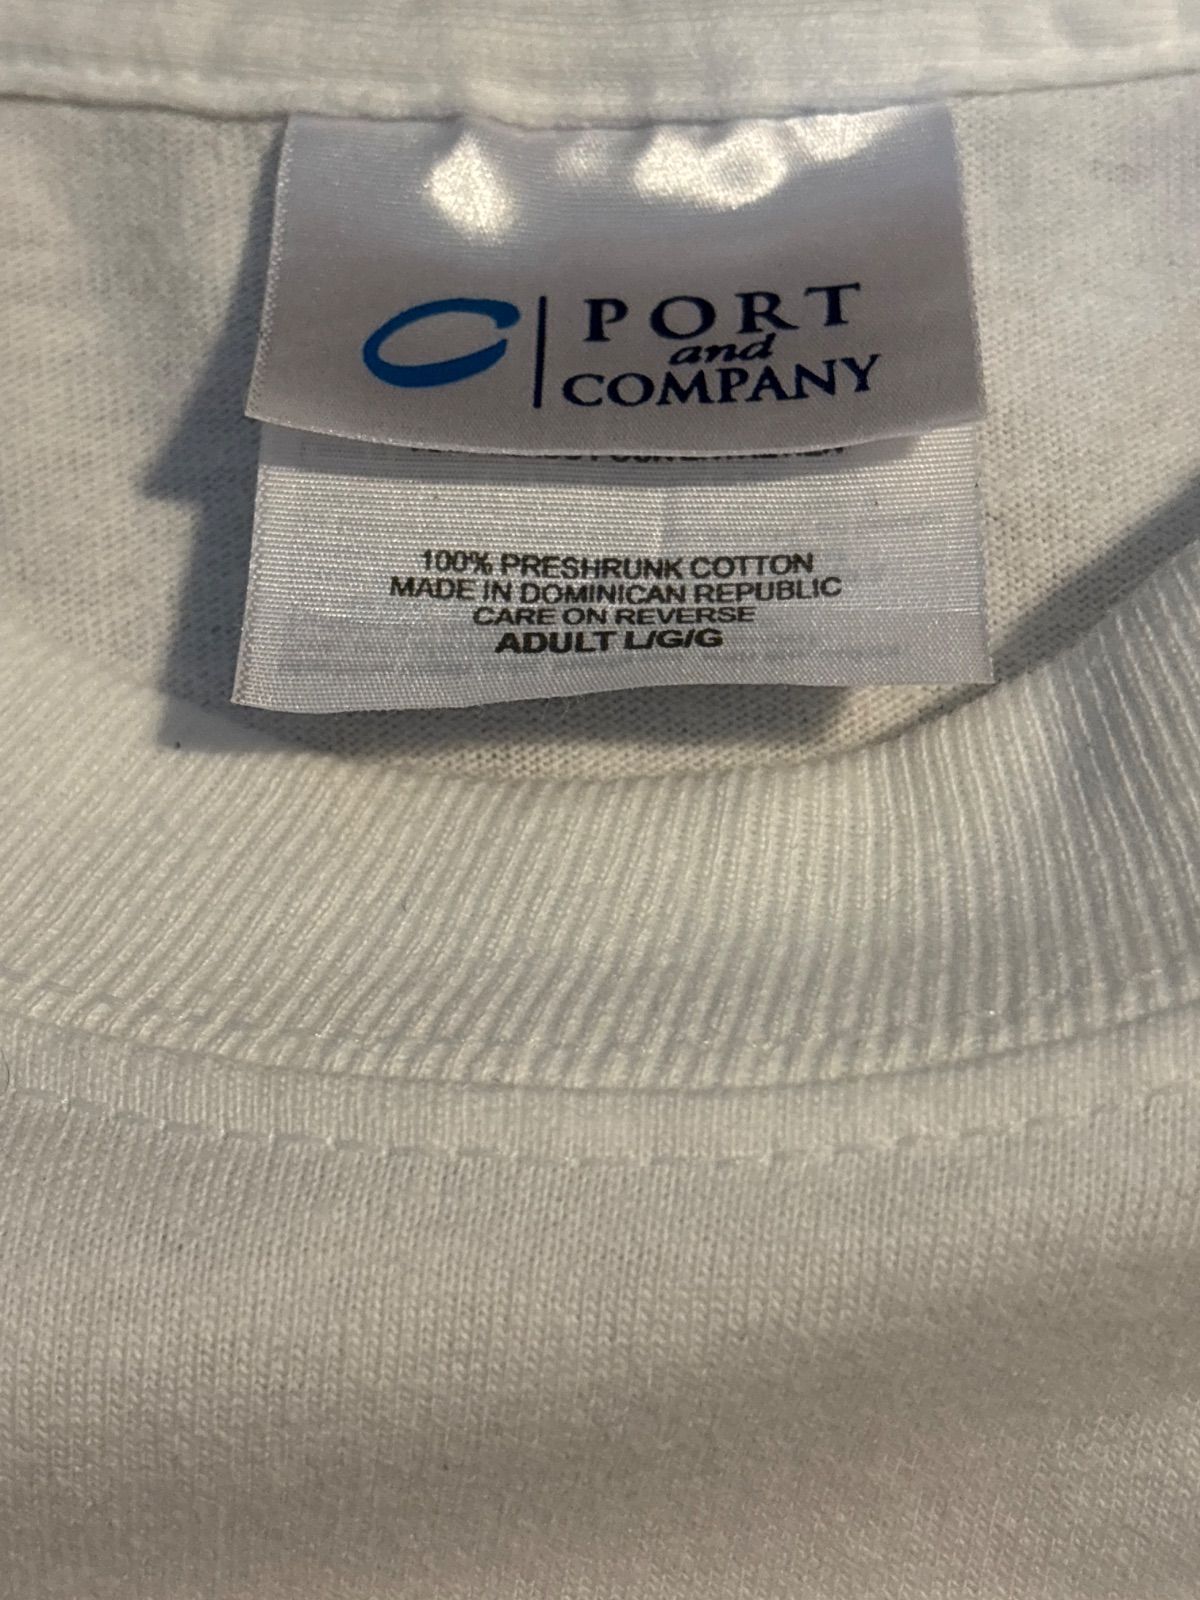 PORT
and
COMPANY
100% PRESHRUNK COTTON
MADE IN DOMINICAN REPUBLIC
CARE ON REVERSE
ADULT L/G/G